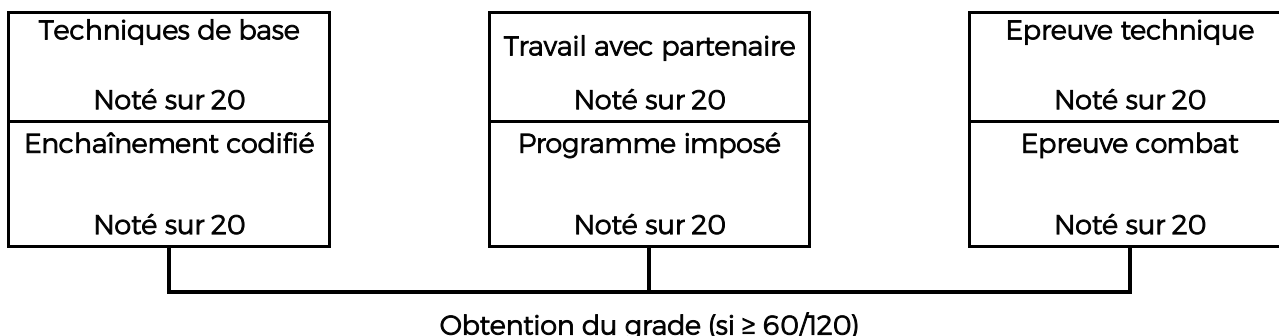 Techniques de base
Noté sur 20
Enchaînement codifié
Noté sur 20
Travail avec partenaire
Noté sur 20
Programme imposé
Noté sur 20
Epreuve technique
Noté sur 20
Epreuve combat
Noté sur 20
Obtention du grade (si ≥ 60/120)